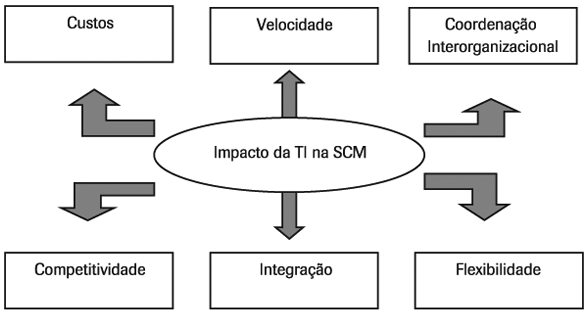 Custos
Velocidade
Coordenação
Interorganizacional
Impacto da TI na SCM
Competitividade
Integração
Flexibilidade